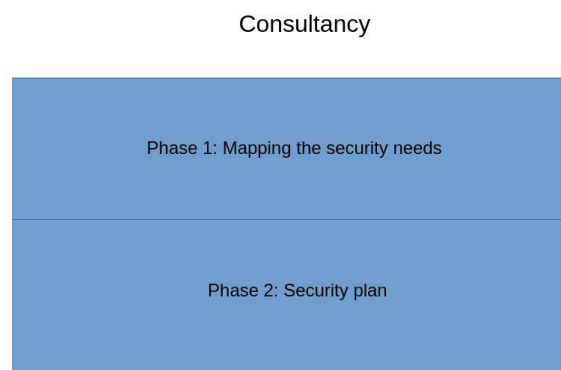 Consultancy
Phase 1: Mapping the security needs
Phase 2: Security plan